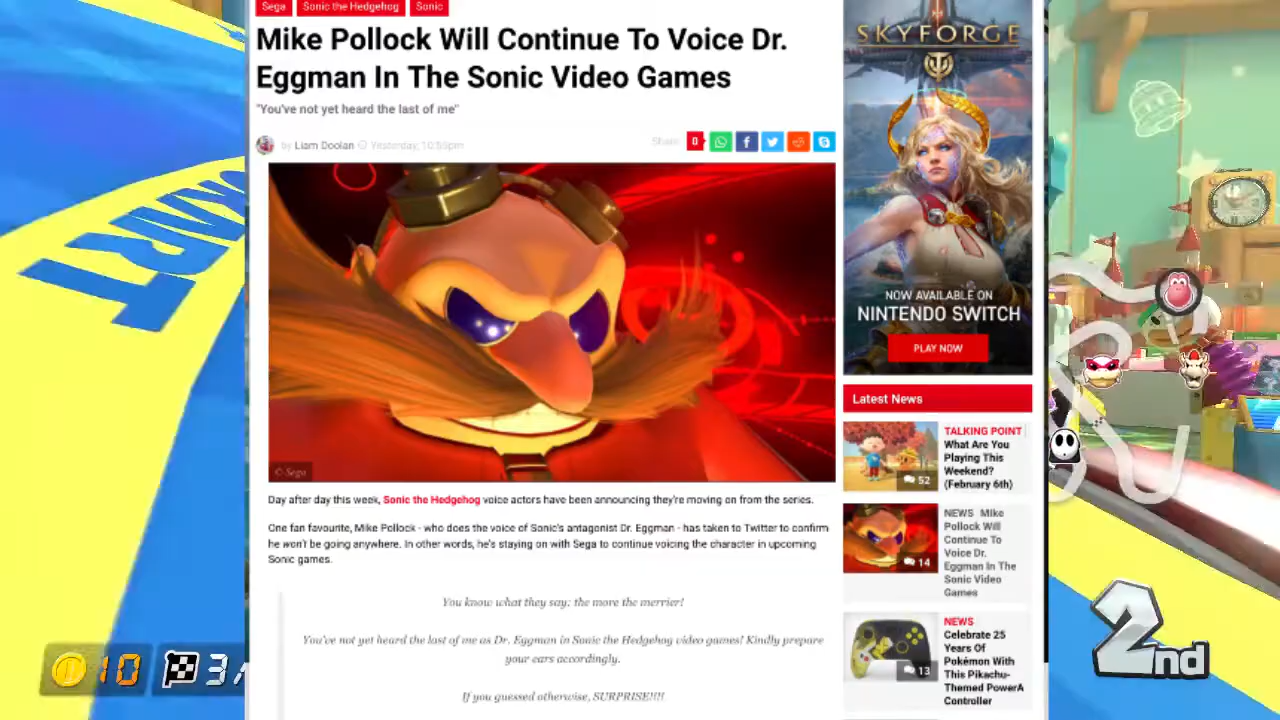 Sega Sonic the Hedgehog Sonic
Mike Pollock Will Continue To Voice Dr.
Eggman In The Sonic Video Games
"You've not yet heard the last of me"
by Liam Doolan Yesterday, 10:55pm
Share: 0
© Sega
Day after day this week, Sonic the Hedgehog voice actors have been announcing they're moving on from the series.
One fan favourite, Mike Pollock - who does the voice of Sonic's antagonist Dr. Eggman - has taken to Twitter to confirm
he won't be going anywhere. In other words, he's staying on with Sega to continue voicing the character in upcoming
Sonic games.
You know what they say: the more the merrier!
You've not yet heard the last of me as Dr. Eggman in Sonic the Hedgehog video games! Kindly prepare
your ears accordingly.
If you guessed otherwise, SURPRISE!!!!
SKYFORGE
NOW AVAILABLE ON
NINTENDO SWITCH
PLAY NOW
Latest News
TALKING POINT
What Are You
Playing This
Weekend?
(February 6th)
52
NEWS Mike
Pollock Will
Continue To
Voice Dr.
Eggman In The
Sonic Video
Games
14
NEWS
Celebrate 25
Years Of
Pokémon With
This Pikachu-
Themed PowerA
Controller
13
10
3/
2nd